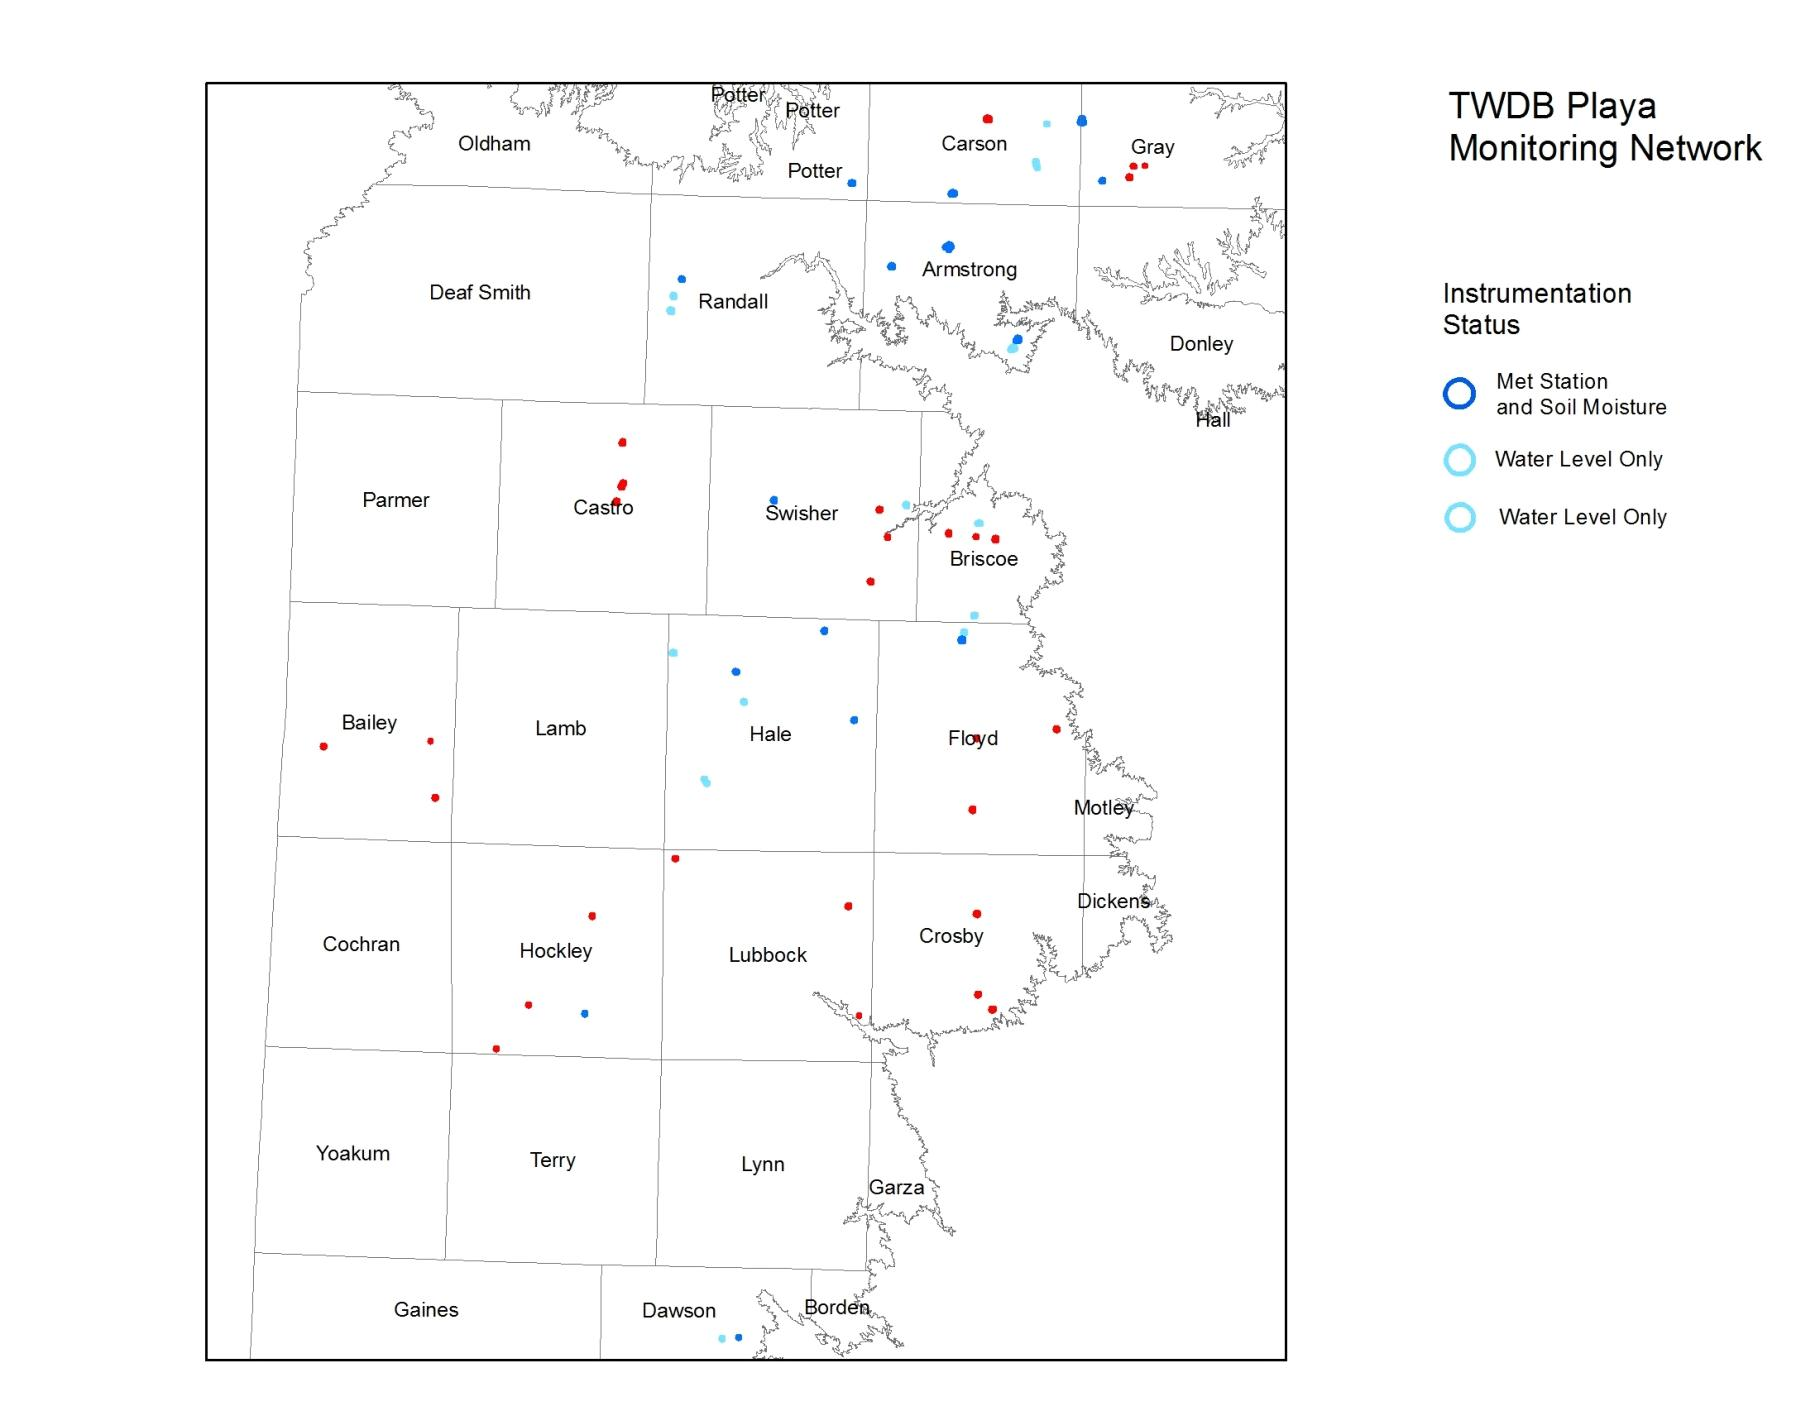 TWDB Playa
Monitoring Network
Instrumentation
Status
Met Station
and Soil Moisture
Water Level Only
Water Level Only
Potter
Potter
Oldham
Carson
Gray
Potter
Armstrong
Deaf Smith
Randall
Donley
Hall
Parmer
Castro
Swisher
Briscoe
Bailey
Lamb
Hale
Floyd
Motley
Dickens
Cochran
Hockley
Lubbock
Crosby
Yoakum
Terry
Lynn
Garza
Gaines
Dawson
Borden